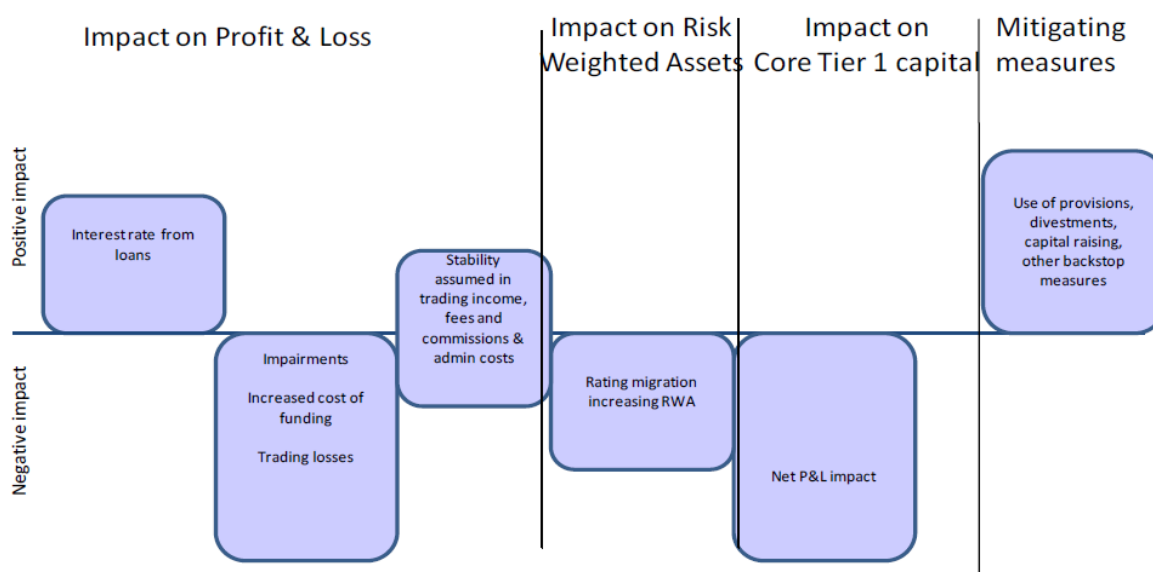 Impact on Profit & Loss
Impact on Risk
Weighted Assets
Impact on
Core Tier 1 capital
Mitigating
measures
Positive impact
Negative impact
Interest rate from
loans
Impairments
Increased cost of
funding
Trading losses
Stability
assumed in
trading income,
fees and
commissions &
admin costs
Rating migration
increasing RWA
Net P&L impact
Use of provisions,
divestments,
capital raising,
other backstop
measures